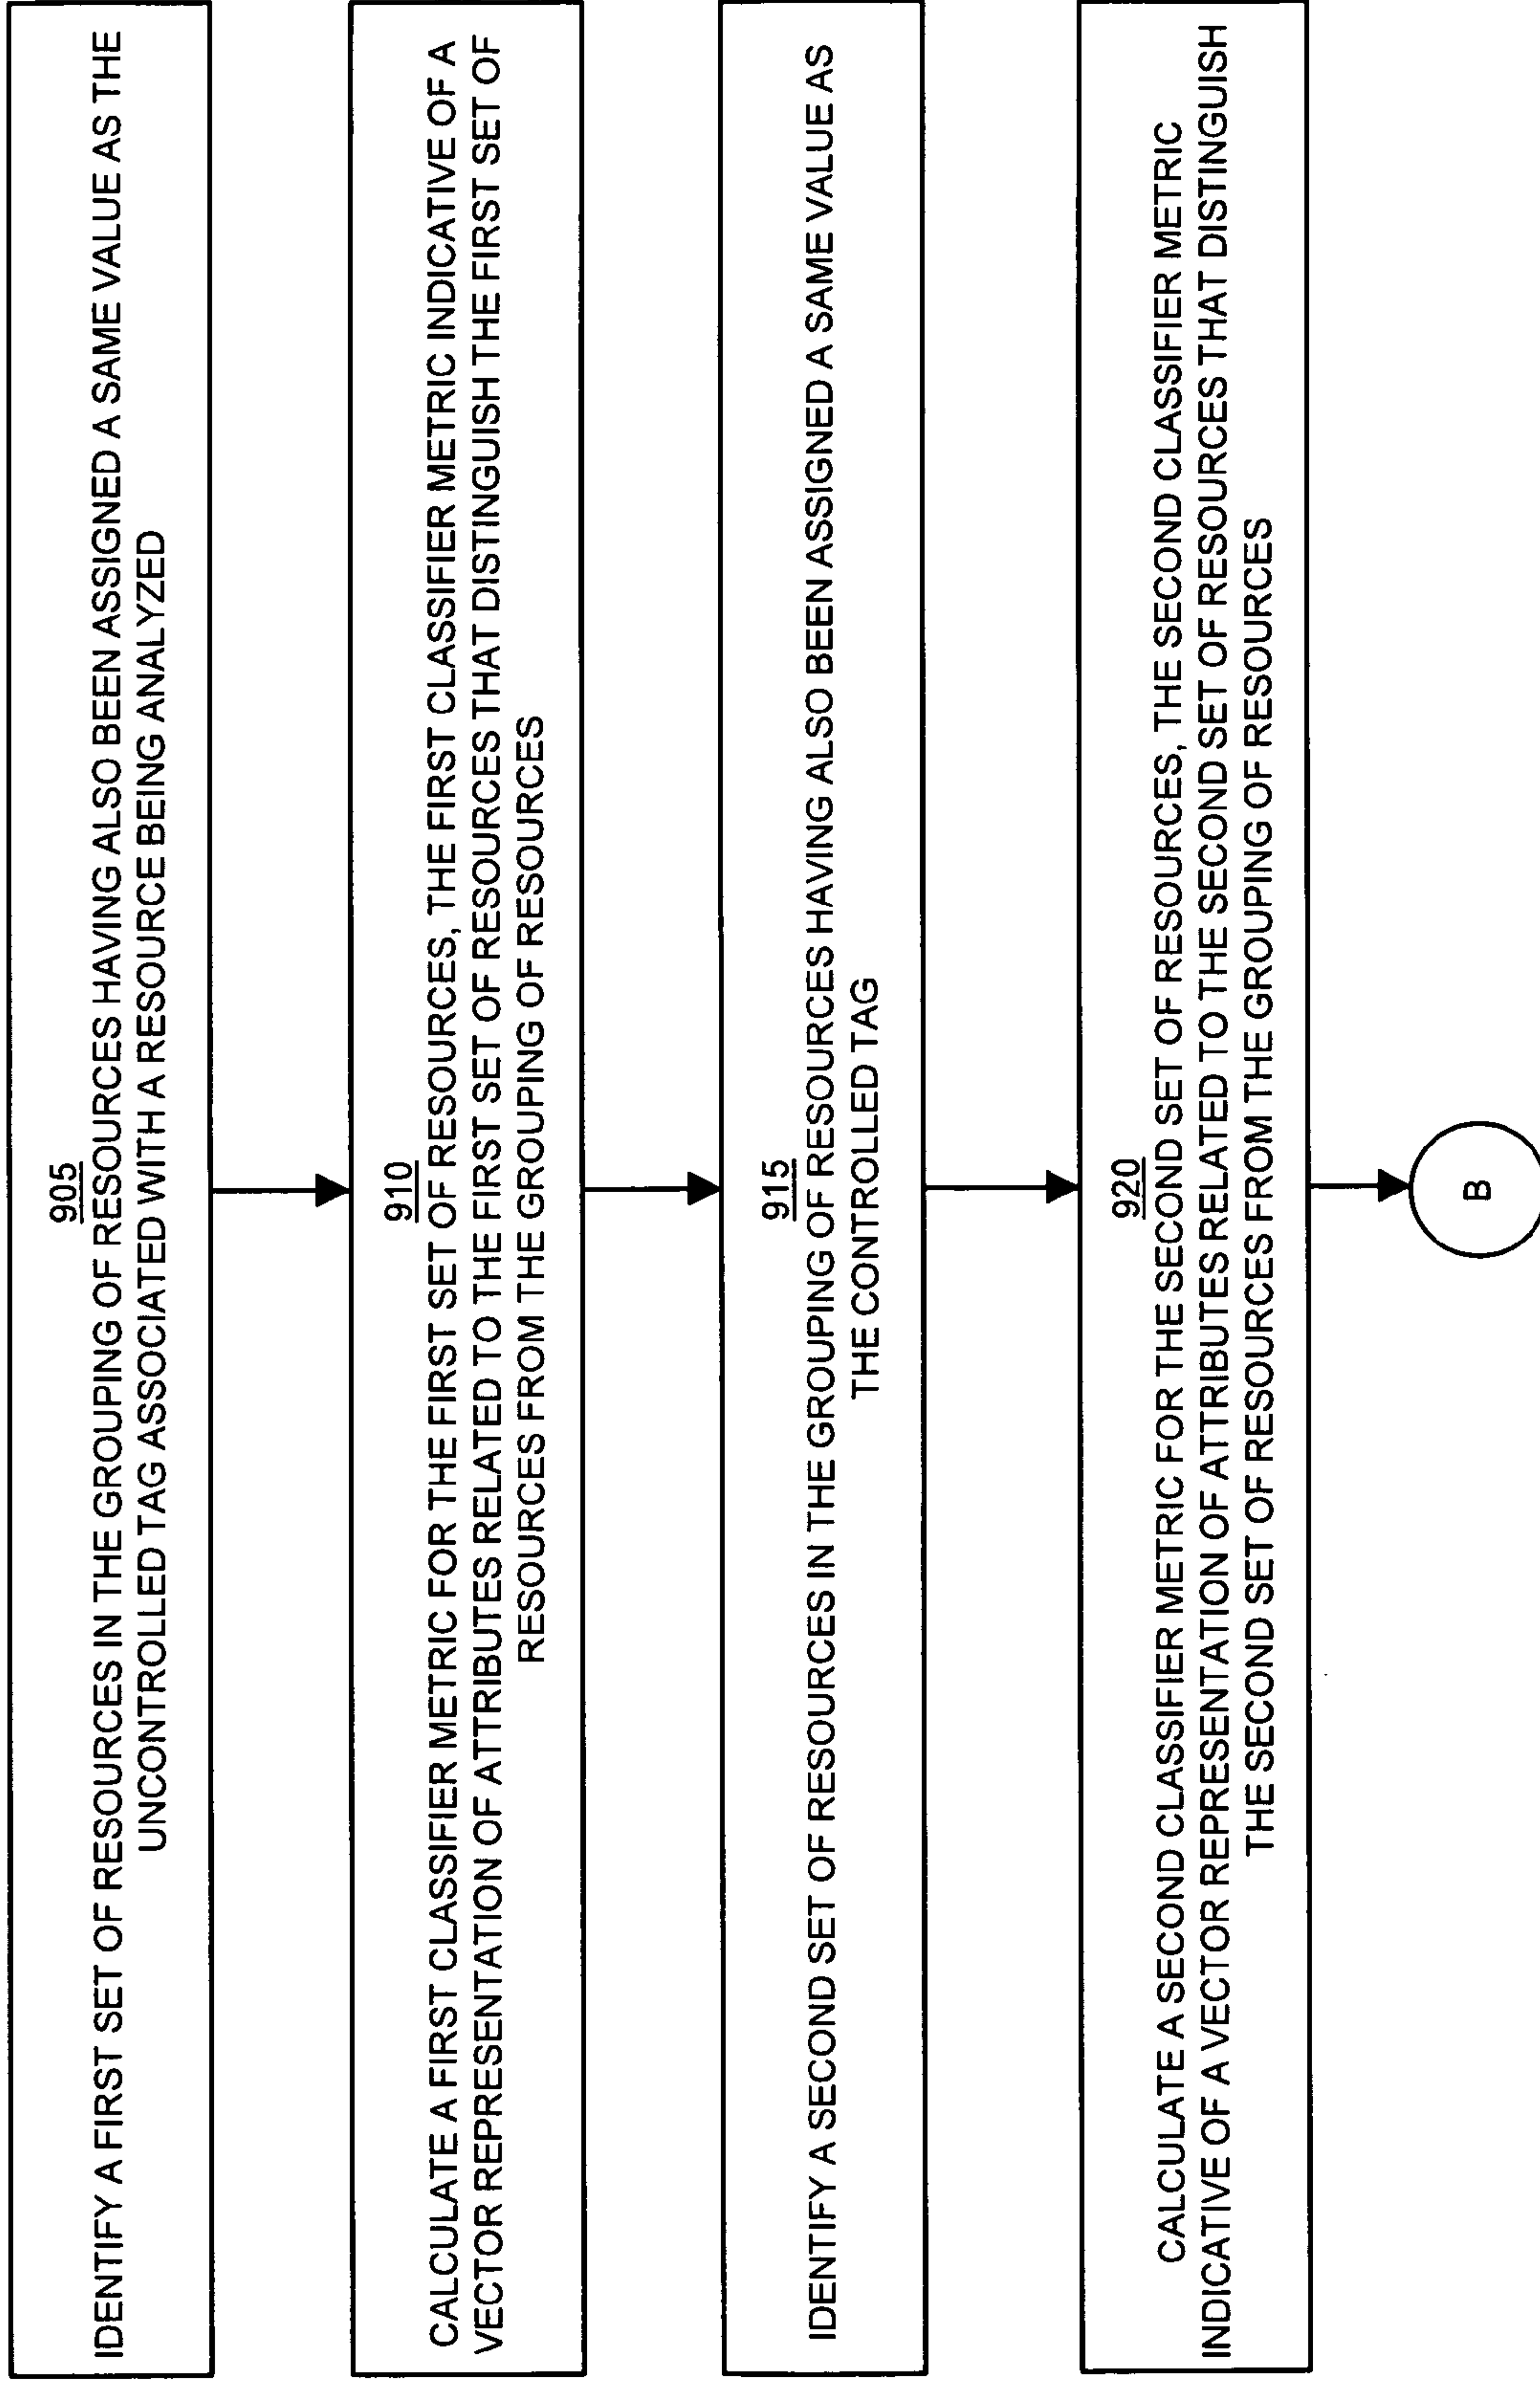 905
IDENTIFY A FIRST SET OF RESOURCES IN THE GROUPING OF RESOURCES HAVING ALSO BEEN ASSIGNED A SAME VALUE AS THE
UNCONTROLLED TAG ASSOCIATED WITH A RESOURCE BEING ANALYZED
910
CALCULATE A FIRST CLASSIFIER METRIC FOR THE FIRST SET OF RESOURCES, THE FIRST CLASSIFIER METRIC INDICATIVE OF A
VECTOR REPRESENTATION OF ATTRIBUTES RELATED TO THE FIRST SET OF RESOURCES THAT DISTINGUISH THE FIRST SET OF
RESOURCES FROM THE GROUPING OF RESOURCES
915
IDENTIFY A SECOND SET OF RESOURCES IN THE GROUPING OF RESOURCES HAVING ALSO BEEN ASSIGNED A SAME VALUE AS
THE CONTROLLED TAG
920
CALCULATE A SECOND CLASSIFIER METRIC FOR THE SECOND SET OF RESOURCES, THE SECOND CLASSIFIER METRIC
INDICATIVE OF A VECTOR REPRESENTATION OF ATTRIBUTES RELATED TO THE SECOND SET OF RESOURCES THAT DISTINGUISH
THE SECOND SET OF RESOURCES FROM THE GROUPING OF RESOURCES
B